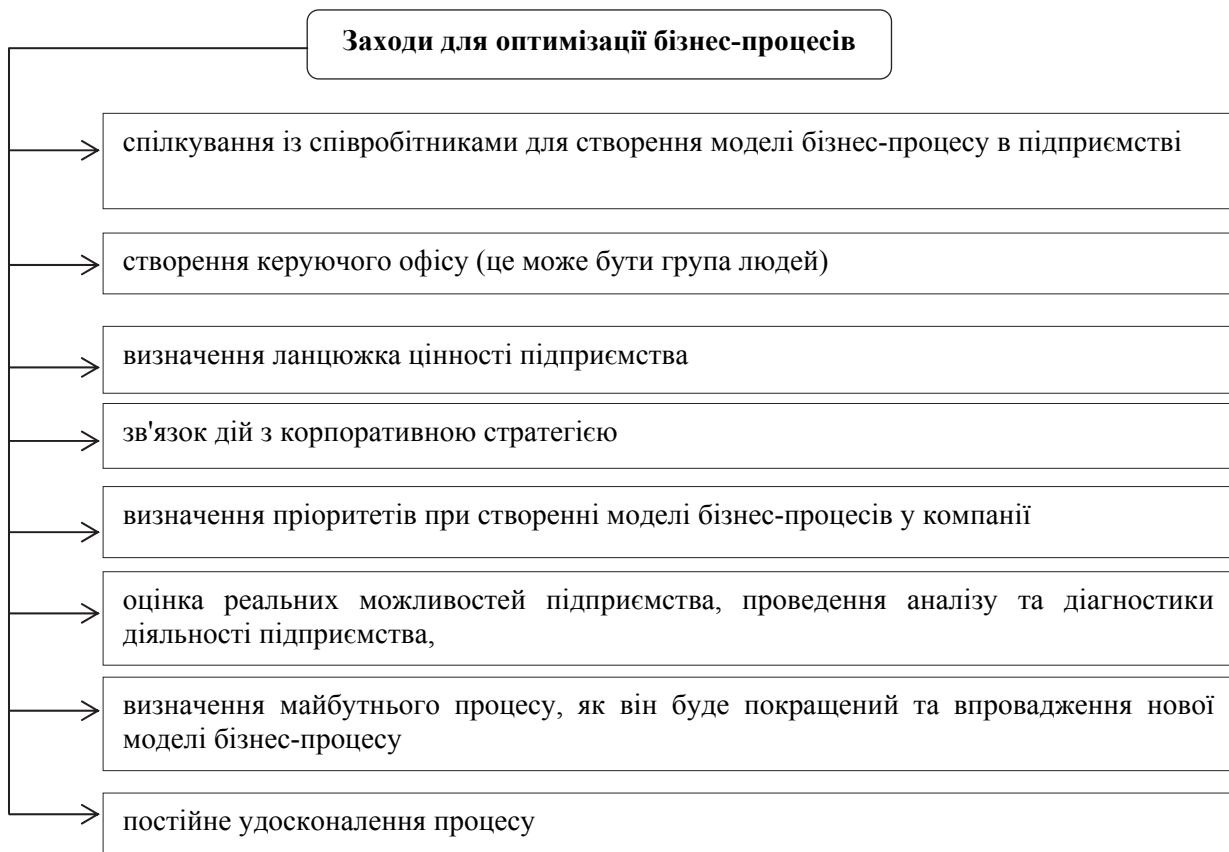 Заходи для оптимізації бізнес-процесів
спілкування із співробітниками для створення моделі бізнес-процесу в підприємстві
створення керуючого офісу (це може бути група людей)
визначення ланцюжка цінності підприємства
зв'язок дій з корпоративною стратегією
визначення пріоритетів при створенні моделі бізнес-процесів у компанії
оцінка реальних можливостей підприємства, проведення аналізу та діагностики
діяльності підприємства,
визначення майбутнього процесу, як він буде покращений та впровадження нової
моделі бізнес-процесу
постійне удосконалення процесу